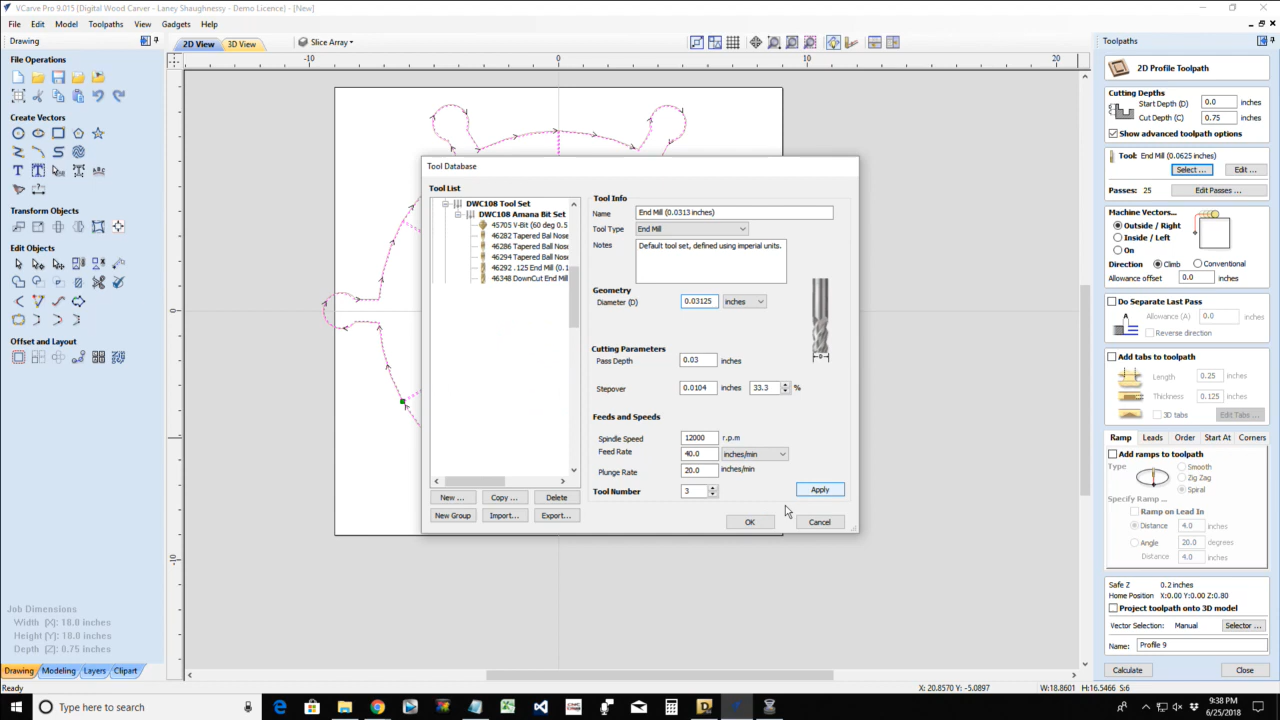 VCarve Pro 9.015 {Digital Wood Carver - Laney Shaughnessy - Demo Licence} - [New]
File Edit Model Toolpaths View Gadgets Help
Drawing
2D View 3D View Slice Array
Toolpaths
-10 0 10 20
File Operations
Create Vectors
Transform Objects
Edit Objects
Offset and Layout
0
-10
Job Dimensions
Width (X): 18.0 inches
Height (Y): 18.0 inches
Depth (Z): 0.75 inches
Drawing Modeling Layers Clipart
Tool Database
Tool List
DWC108 Tool Set
DWC108 Amana Bit Set
45705 V-Bit (60 deg 0.5
46282 Tapered Bal Nose
46286 Tapered Ball Nose
46294 Tapered Ball Nose
46292 .125 End Mill (0.1
46348 DownCut End Mil
New ... Copy ... Delete
New Group Import... Export...
Tool Info
Name End Mill (0.0313 inches)
Tool Type End Mill
Notes Default tool set, defined using imperial units.
Geometry
Diameter (D) 0.03125 inches
D
Cutting Parameters
Pass Depth 0.03 inches
Stepover 0.0104 inches 33.3 %
Feeds and Speeds
Spindle Speed 12000 r.p.m
Feed Rate 40.0 inches/min
Plunge Rate 20.0 inches/min
Tool Number 3 Apply
OK Cancel
2D Profile Toolpath
Cutting Depths
Start Depth (D) 0.0 inches
Cut Depth (C) 0.75 inches
Show advanced toolpath options
Tool: End Mill (0.0625 inches)
Select ... Edit ...
Passes: 25 Edit Passes ...
Machine Vectors...
Outside / Right
Inside / Left
On
Direction Climb Conventional
Allowance offset 0.0 inches
Do Separate Last Pass
A
Allowance (A) 0.0 inches
Reverse direction
Add tabs to toolpath
Length 0.25 inches
Thickness 0.125 inches
3D tabs Edit Tabs ...
Ramp Leads Order Start At Corners
Add ramps to toolpath
Type Smooth
Zig Zag
Spiral
Specify Ramp ...
Ramp on Lead In
Distance 4.0 inches
Angle 20.0 degrees
Distance 4.0 inches
Safe Z 0.2 inches
Home Position X:0.00 Y:0.00 Z:0.80
Project toolpath onto 3D model
Vector Selection: Manual Selector ...
Name: Profile 9
Calculate Close
Ready X: 20.8570 Y: -5.0897 W:18.8601 H:16.5466 S:6
Type here to search
9:38 PM
6/25/2018